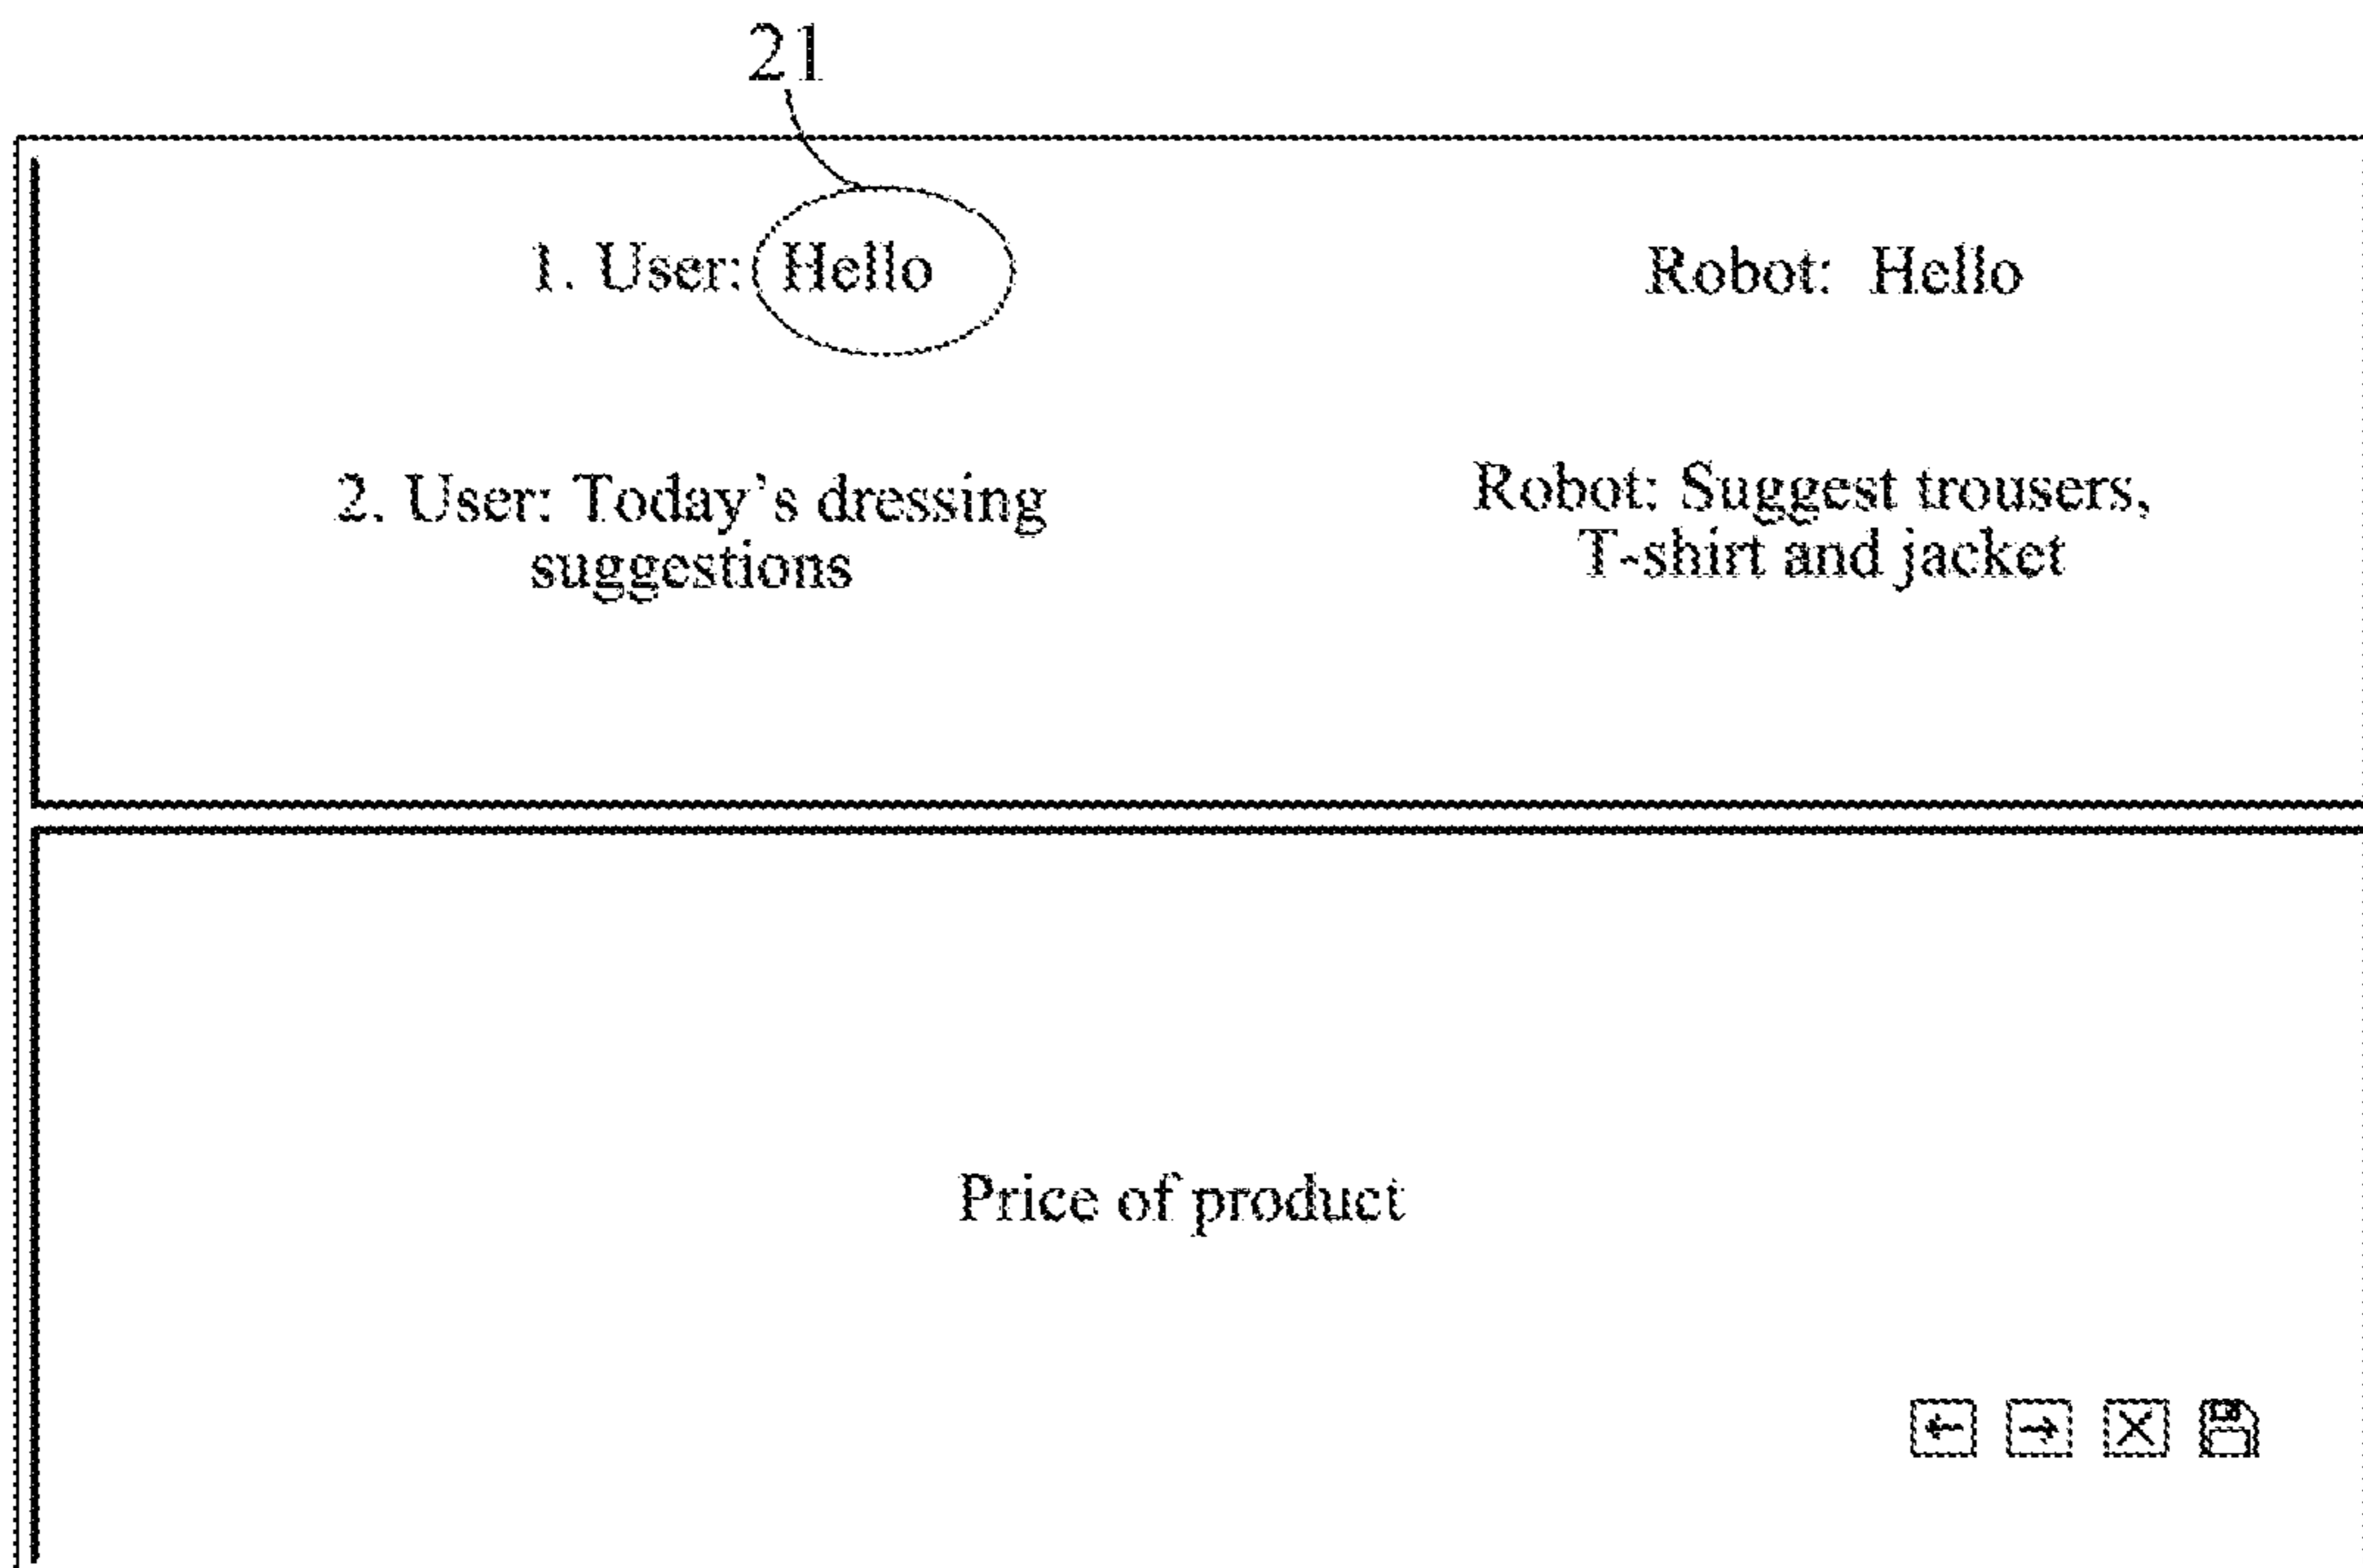 21
1. User: Hello
Robot: Hello
2. User: Today's dressing
suggestions
Robot: Suggest trousers,
T-shirt and jacket
Price of product